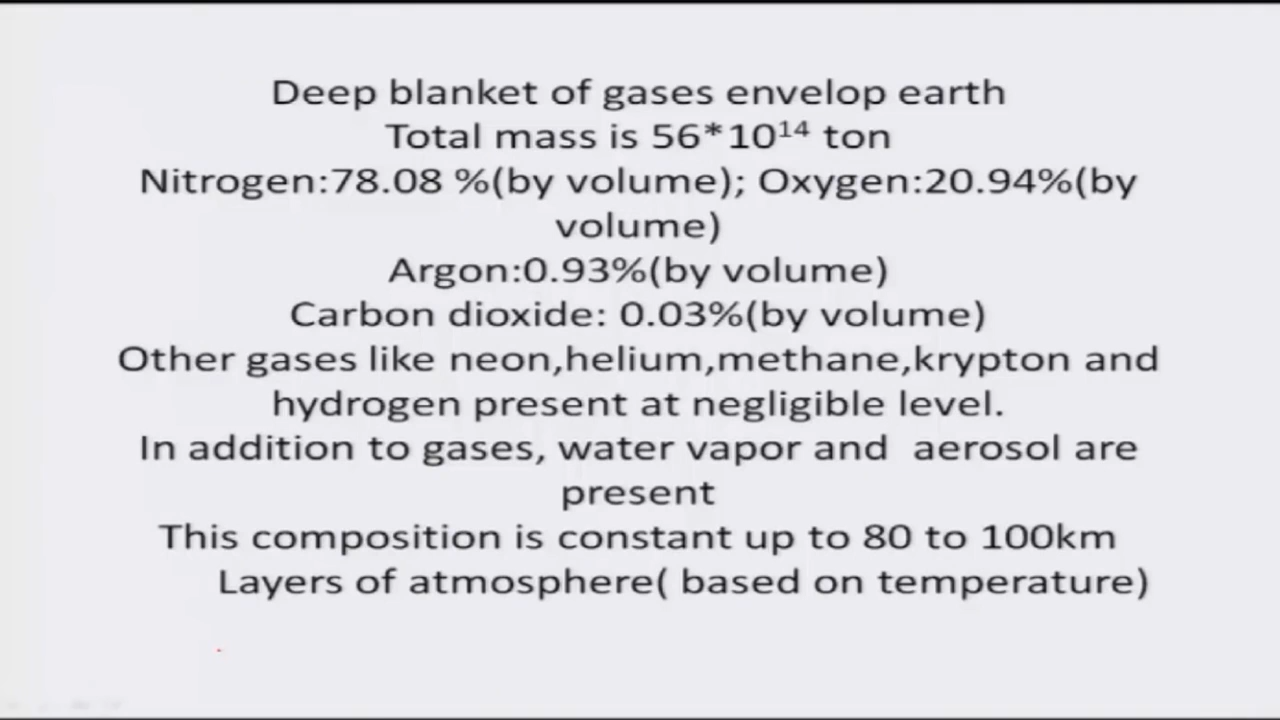 Deep blanket of gases envelop earth
Total mass is 56*10¹⁴ ton
Nitrogen:78.08 %(by volume); Oxygen:20.94%(by
volume)
Argon:0.93%(by volume)
Carbon dioxide: 0.03%(by volume)
Other gases like neon,helium,methane,krypton and
hydrogen present at negligible level.
In addition to gases, water vapor and  aerosol are
present
This composition is constant up to 80 to 100km
Layers of atmosphere( based on temperature)